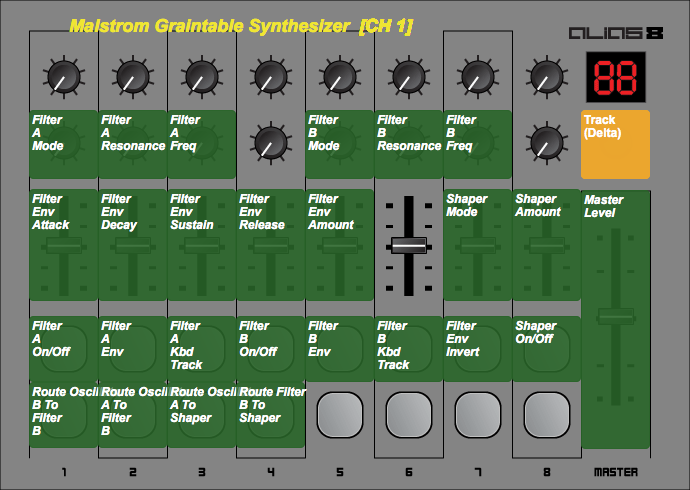 Malstrom Graintable Synthesizer [CH 1]
ALIAS 8
88
Filter
A
Mode
Filter
A
Resonance
Filter
A
Freq
Filter
B
Mode
Filter
B
Resonance
Filter
B
Freq
Track
(Delta)
Filter
Env
Attack
Filter
Env
Decay
Filter
Env
Sustain
Filter
Env
Release
Filter
Env
Amount
Shaper
Mode
Shaper
Amount
Master
Level
Filter
A
On/Off
Filter
A
Env
Filter
A
Kbd
Track
Filter
B
On/Off
Filter
B
Env
Filter
B
Kbd
Track
Filter
Env
Invert
Shaper
On/Off
Route Oscil
B To
Filter
B
Route Oscil
A To
Filter
B
Route Oscil
A To
Shaper
Route Filter
B To
Shaper
1 2 3 4 5 6 7 8 MASTER